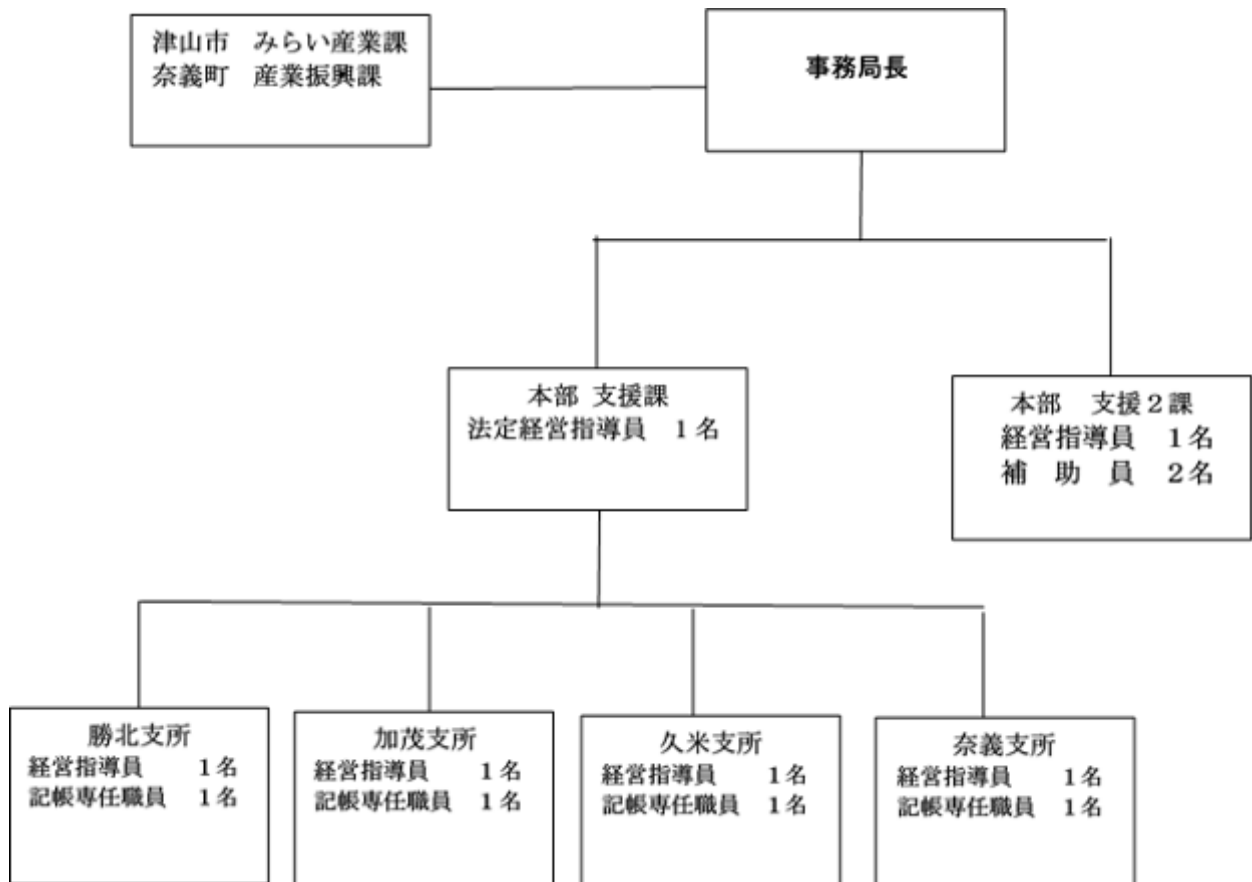 津山市　みらい産業課
奈義町　産業振興課
事務局長
本部 支援課
法定経営指導員　１名
本部　支援２課
経営指導員　１名
補　助　員　２名
勝北支所
経営指導員　　１名
記帳専任職員　１名
加茂支所
経営指導員　　１名
記帳専任職員　１名
久米支所
経営指導員　　１名
記帳専任職員　１名
奈義支所
経営指導員　　１名
記帳専任職員　１名